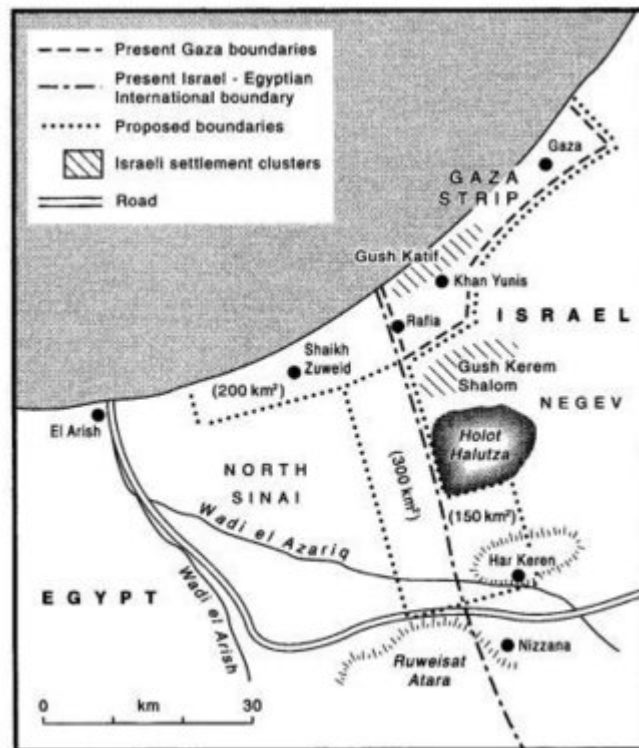 Present Gaza boundaries
Present Israel - Egyptian
International boundary
Proposed boundaries
Israeli settlement clusters
Road
Gaza
GAZA
STRIP
Gush Katif
Khan Yunis
Rafia
ISRAEL
Shaikh
Zuweid
(200 km²)
Gush Kerem
Shalom
El Arish
NEGEV
Holot
Halutza
NORTH
SINAI
(300 km²)
(150 km²)
Wadi el Azariq
Har Keren
EGYPT
Wadi el Arish
Nizzana
Ruweisat
Atara
0 km 30